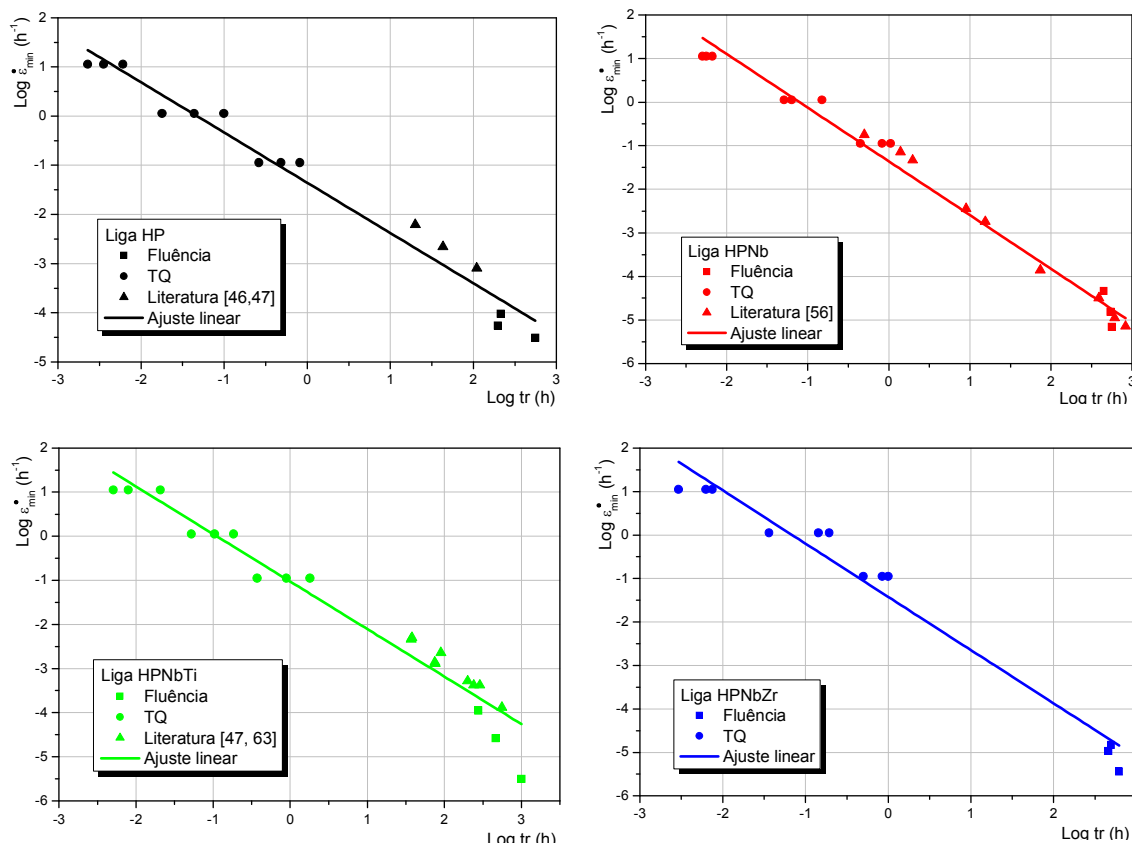 Log ε̇min (h-1)
2
1
0
-1
-2
-3
-4
-5
Liga HP
Fluência
TQ
Literatura [46,47]
Ajuste linear
-3 -2 -1 0 1 2 3
Log tr (h)
Log ε̇min (h-1)
2
1
0
-1
-2
-3
-4
-5
-6
Liga HPNb
Fluência
TQ
Literatura [56]
Ajuste linear
-3 -2 -1 0 1 2 3
Log tr (h)
Log ε̇min (h-1)
2
1
0
-1
-2
-3
-4
-5
-6
Liga HPNbTi
Fluência
TQ
Literatura [47, 63]
Ajuste linear
-3 -2 -1 0 1 2 3
Log tr (h)
Log ε̇min (h-1)
2
1
0
-1
-2
-3
-4
-5
-6
Liga HPNbZr
Fluência
TQ
Ajuste linear
-3 -2 -1 0 1 2
Log tr (h)